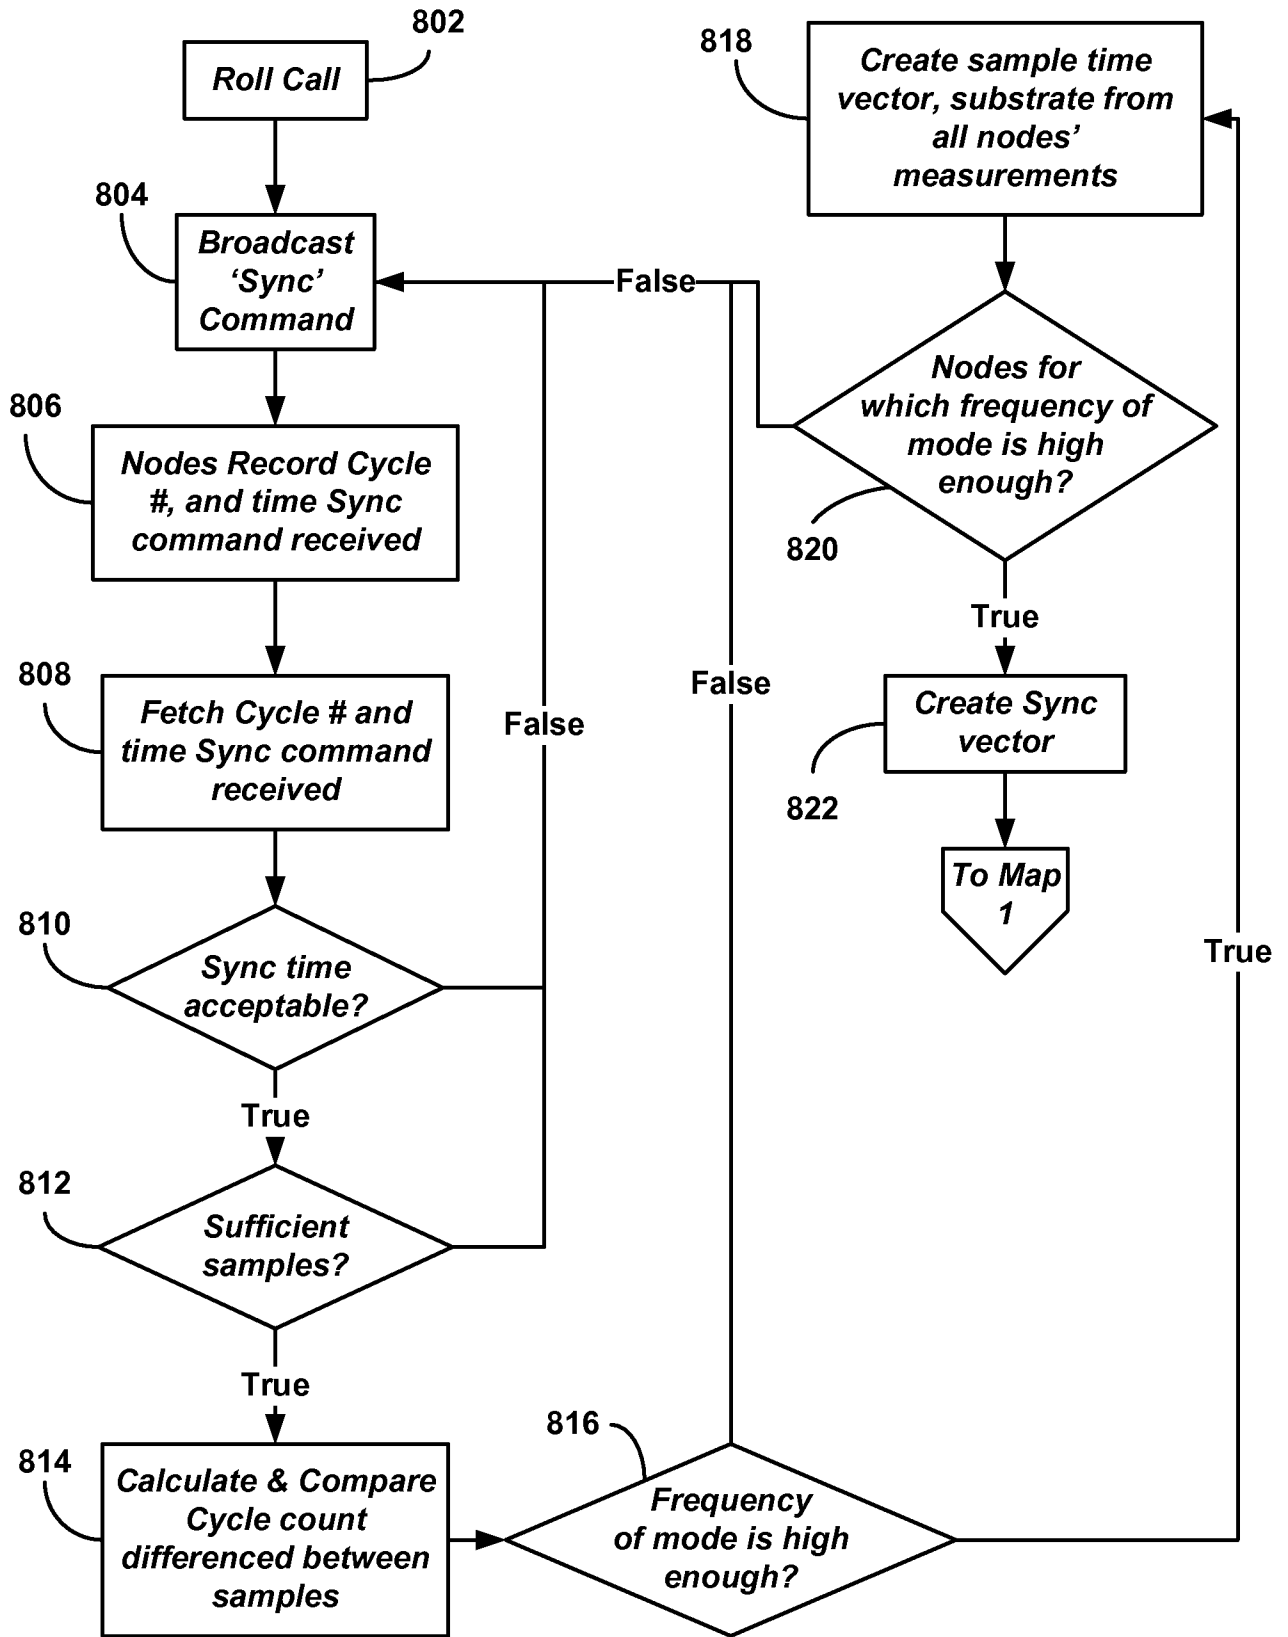 802
Roll Call
804
Broadcast
‘Sync’
Command
806
Nodes Record Cycle
#, and time Sync
command received
808
Fetch Cycle # and
time Sync command
received
810
Sync time
acceptable?
True
False
812
Sufficient
samples?
True
814
Calculate & Compare
Cycle count
differenced between
samples
816
Frequency
of mode is high
enough?
False
True
818
Create sample time
vector, substrate from
all nodes’
measurements
820
Nodes for
which frequency of
mode is high
enough?
False
True
822
Create Sync
vector
To Map
1